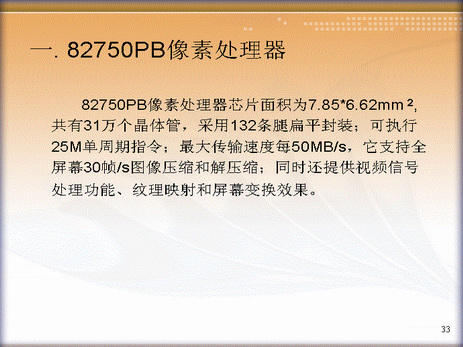 一. 82750PB像素处理器
82750PB像素处理器芯片面积为7.85*6.62mm²,
共有31万个晶体管，采用132条腿扁平封装；可执行
25M单周期指令；最大传输速度每50MB/s，它支持全
屏幕30帧/s图像压缩和解压缩；同时还提供视频信号
处理功能、纹理映射和屏幕变换效果。
33